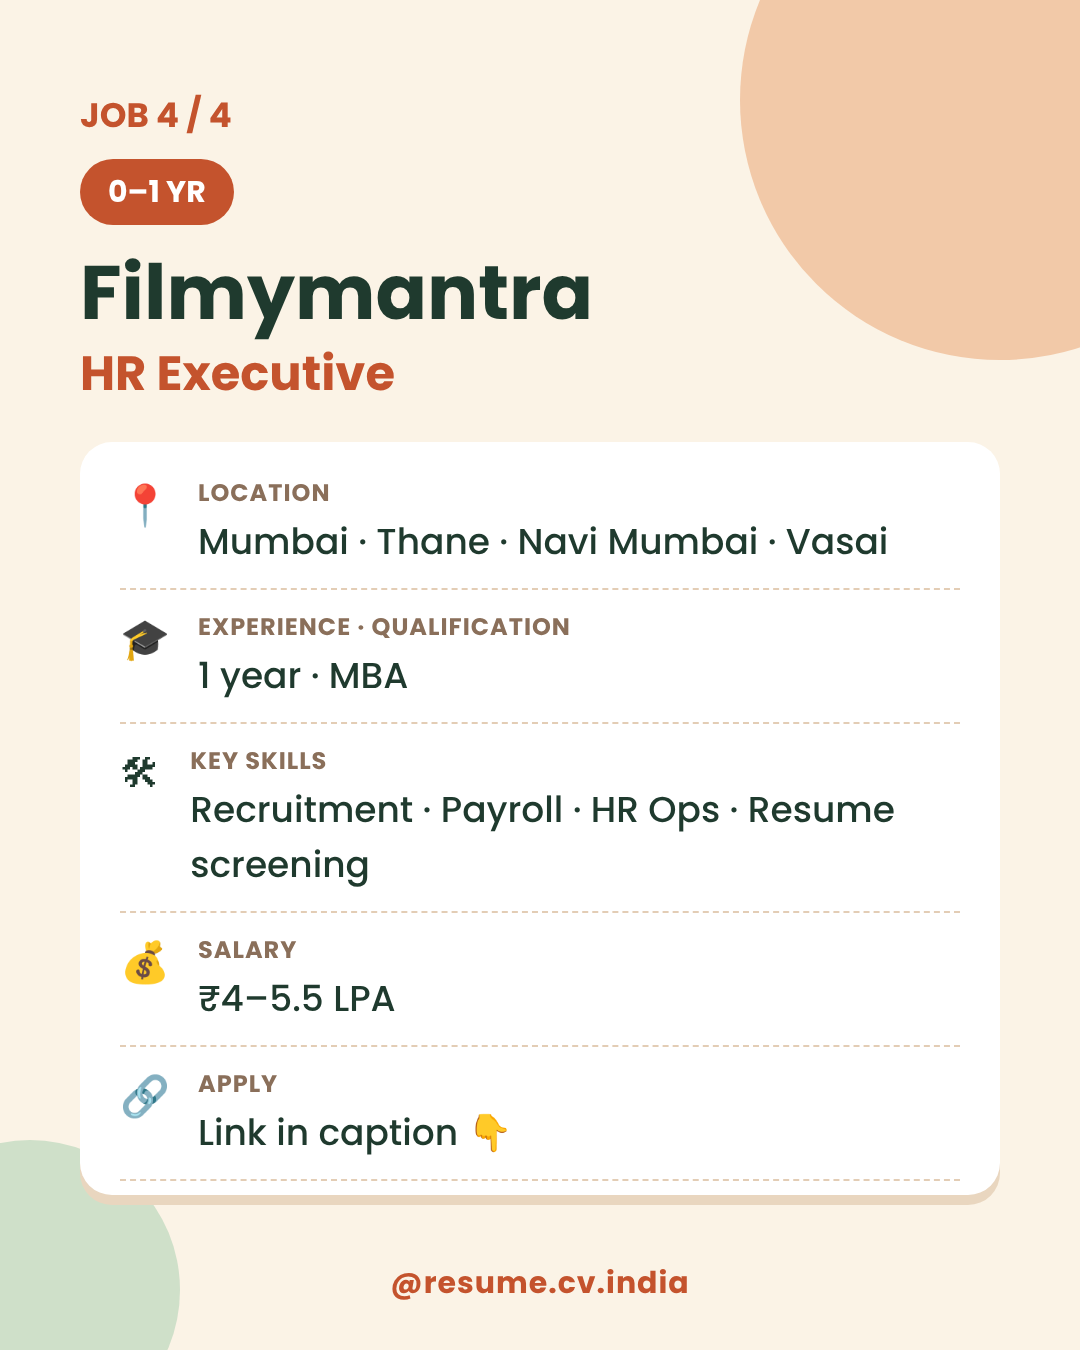 JOB 4 / 4
0–1 YR
Filmymantra
HR Executive
LOCATION
Mumbai · Thane · Navi Mumbai · Vasai
EXPERIENCE · QUALIFICATION
1 year · MBA
KEY SKILLS
Recruitment · Payroll · HR Ops · Resume
screening
SALARY
₹4–5.5 LPA
APPLY
Link in caption 👇
@resume.cv.india